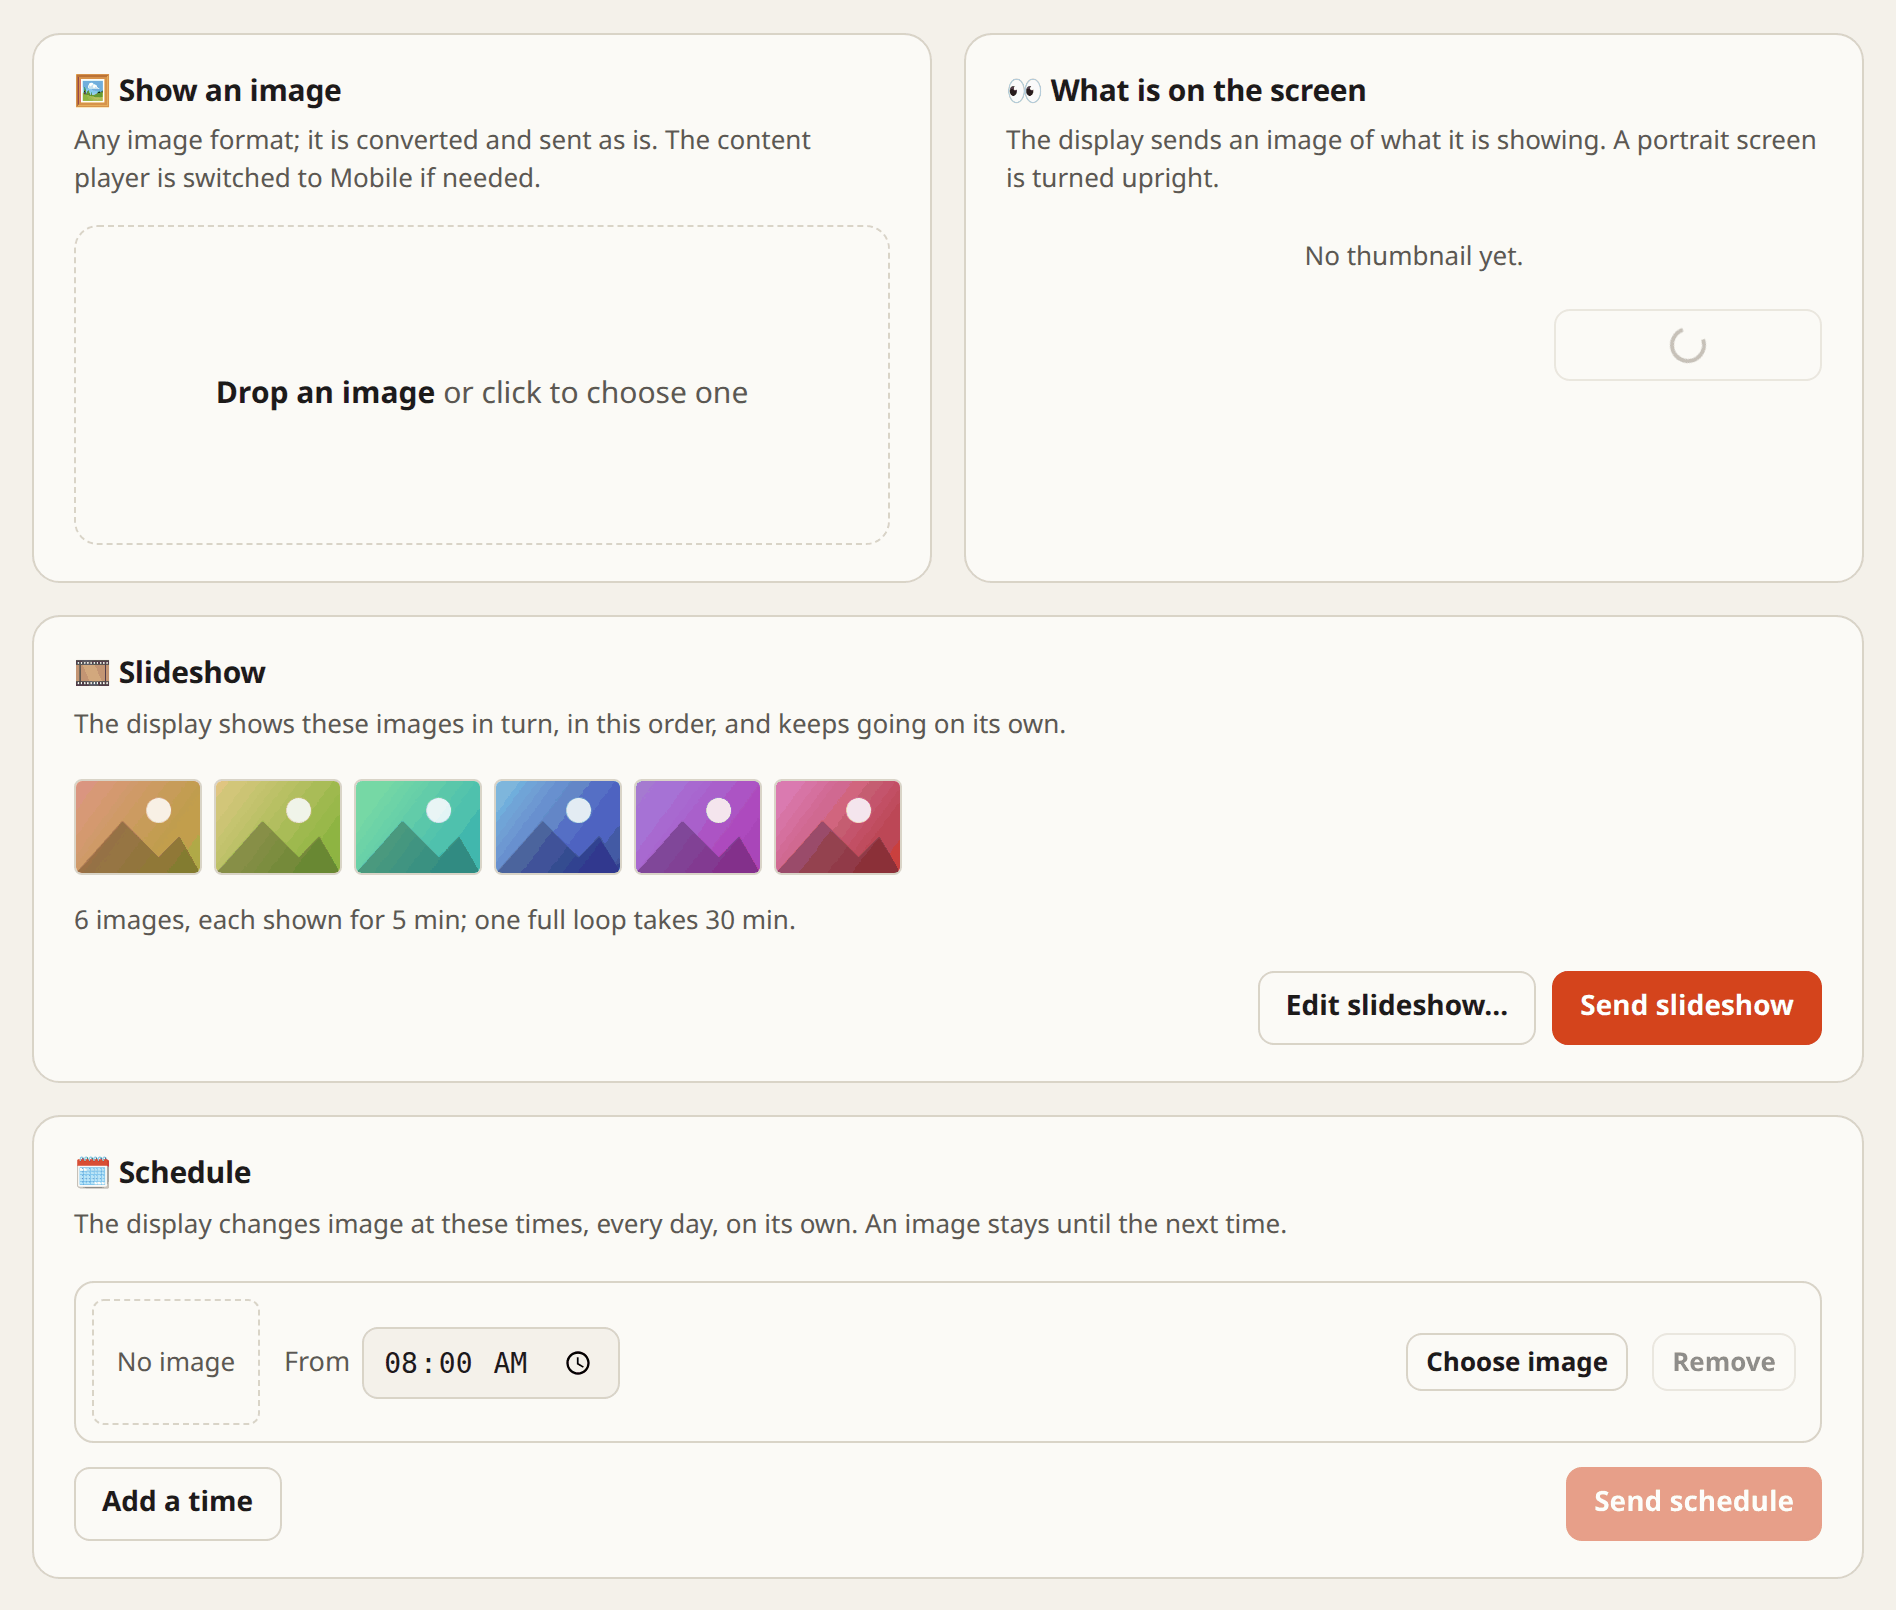 Show an image
Any image format; it is converted and sent as is. The content
player is switched to Mobile if needed.
Drop an image or click to choose one
What is on the screen
The display sends an image of what it is showing. A portrait screen
is turned upright.
No thumbnail yet.
Slideshow
The display shows these images in turn, in this order, and keeps going on its own.
6 images, each shown for 5 min; one full loop takes 30 min.
Edit slideshow...
Send slideshow
Schedule
The display changes image at these times, every day, on its own. An image stays until the next time.
No image
From
08:00 AM
Choose image
Remove
Add a time
Send schedule